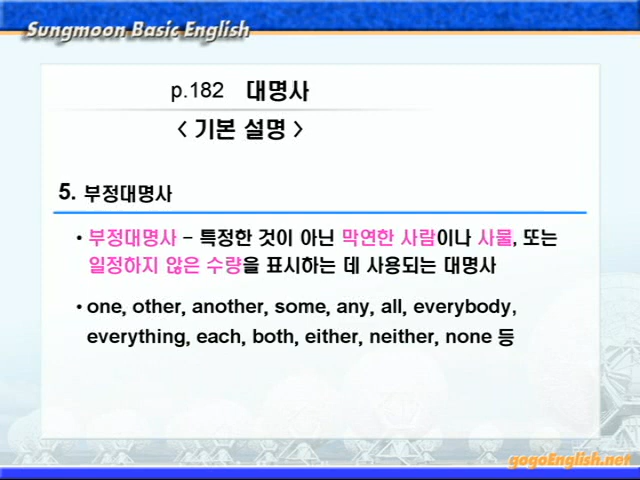 Sungmoon Basic English
p.182 대명사
< 기본 설명 >
5. 부정대명사
• 부정대명사 - 특정한 것이 아닌 막연한 사람이나 사물, 또는
일정하지 않은 수량을 표시하는 데 사용되는 대명사
• one, other, another, some, any, all, everybody,
everything, each, both, either, neither, none 등
gogoEnglish.net